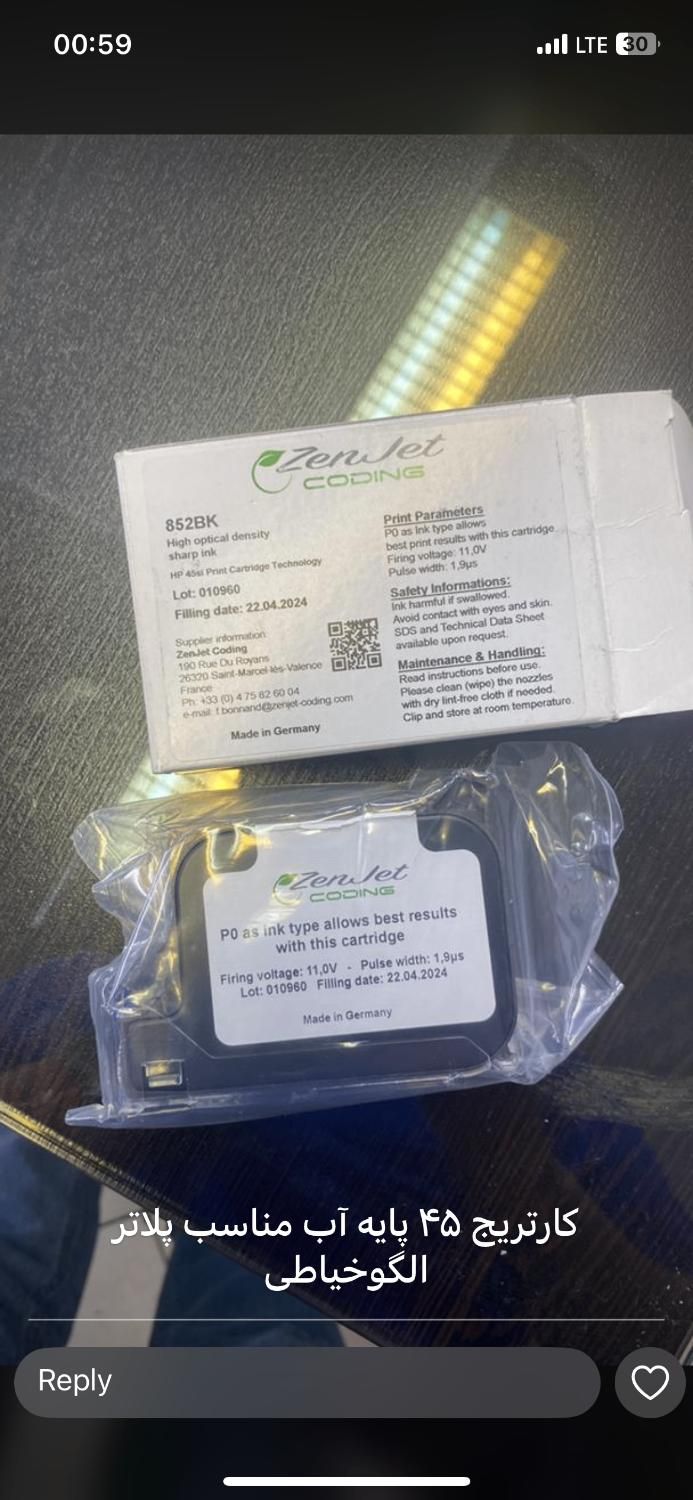 00:59
LTE 30
ZenJet
CODING
852BK
High optical density
sharp ink
HP 45si Print Cartridge Technology
Lot: 010960
Filling date: 22.04.2024
Supplier information
ZenJet Coding
190 Rue Du Royans
26320 Saint-Marcel-lès-Valence
France
Ph: +33 (0) 4 75 82 60 04
e-mail: f.bonnand@zenjet-coding.com
Made in Germany
Print Parameters
P0 as Ink type allows
best print results with this cartridge.
Firing voltage: 11,0V
Pulse width: 1,9µs
Safety Informations:
Ink harmful if swallowed.
Avoid contact with eyes and skin.
SDS and Technical Data Sheet
available upon request.
Maintenance & Handling:
Read instructions before use.
Please clean (wipe) the nozzles
with dry lint-free cloth if needed.
Clip and store at room temperature.
ZenJet
CODING
P0 as ink type allows best results
with this cartridge
Firing voltage: 11,0V - Pulse width: 1,9µs
Lot: 010960 Filling date: 22.04.2024
Made in Germany
کارتریج ۴۵ پایه آب مناسب پلاتر
الگوخیاطی
Reply